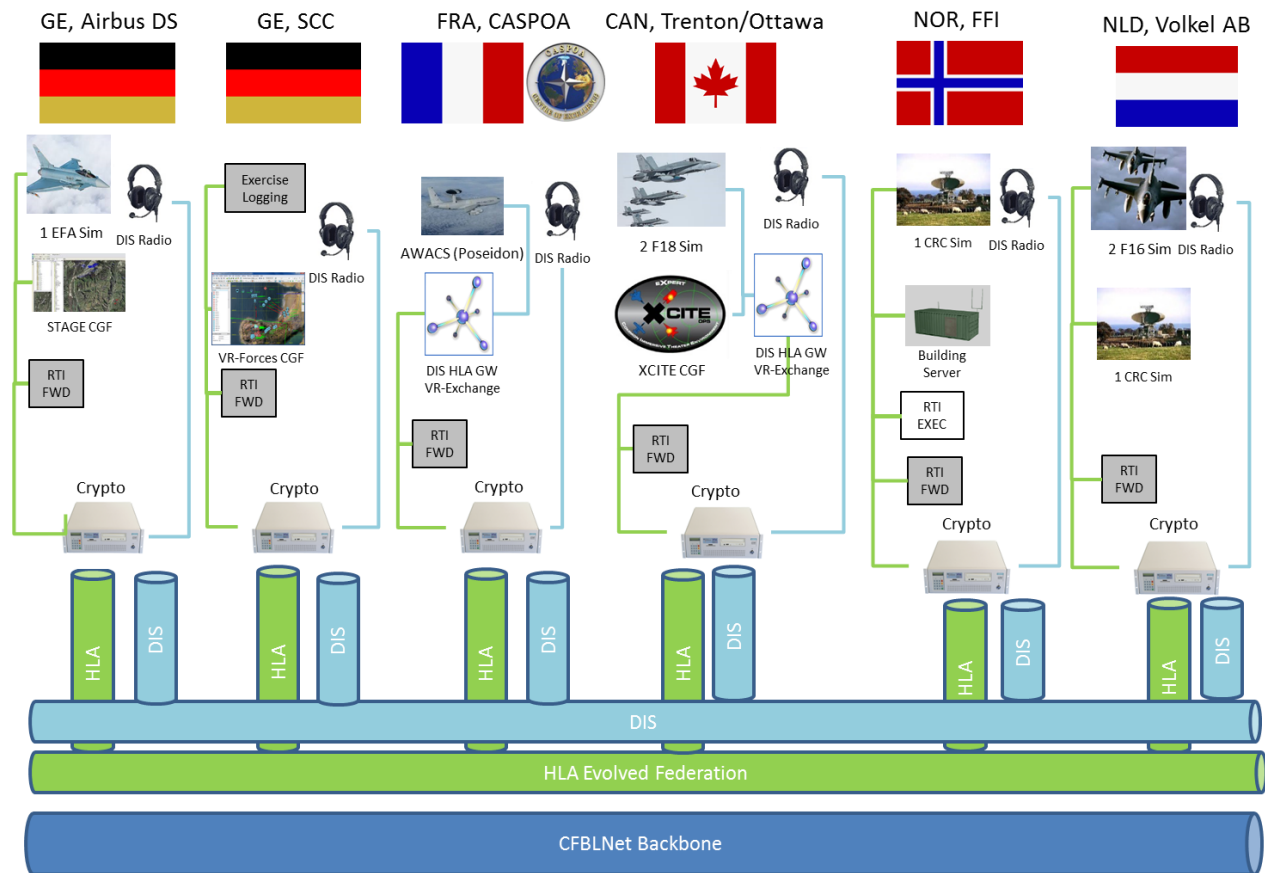 GE, Airbus DS
GE, SCC
FRA, CASPOA
CAN, Trenton/Ottawa
NOR, FFI
NLD, Volkel AB
CASPOA
1 EFA Sim
DIS Radio
STAGE CGF
RTI
FWD
Crypto
Exercise
Logging
DIS Radio
VR-Forces CGF
RTI
FWD
Crypto
AWACS (Poseidon)
DIS Radio
DIS HLA GW
VR-Exchange
RTI
FWD
Crypto
2 F18 Sim
DIS Radio
EXPERT
XCITE
OPS
XCITE CGF
DIS HLA GW
VR-Exchange
RTI
FWD
Crypto
1 CRC Sim
DIS Radio
Building
Server
RTI
EXEC
RTI
FWD
Crypto
2 F16 Sim
DIS Radio
1 CRC Sim
RTI
FWD
Crypto
HLA
DIS
HLA
DIS
HLA
DIS
HLA
DIS
HLA
DIS
HLA
DIS
DIS
HLA Evolved Federation
CFBLNet Backbone